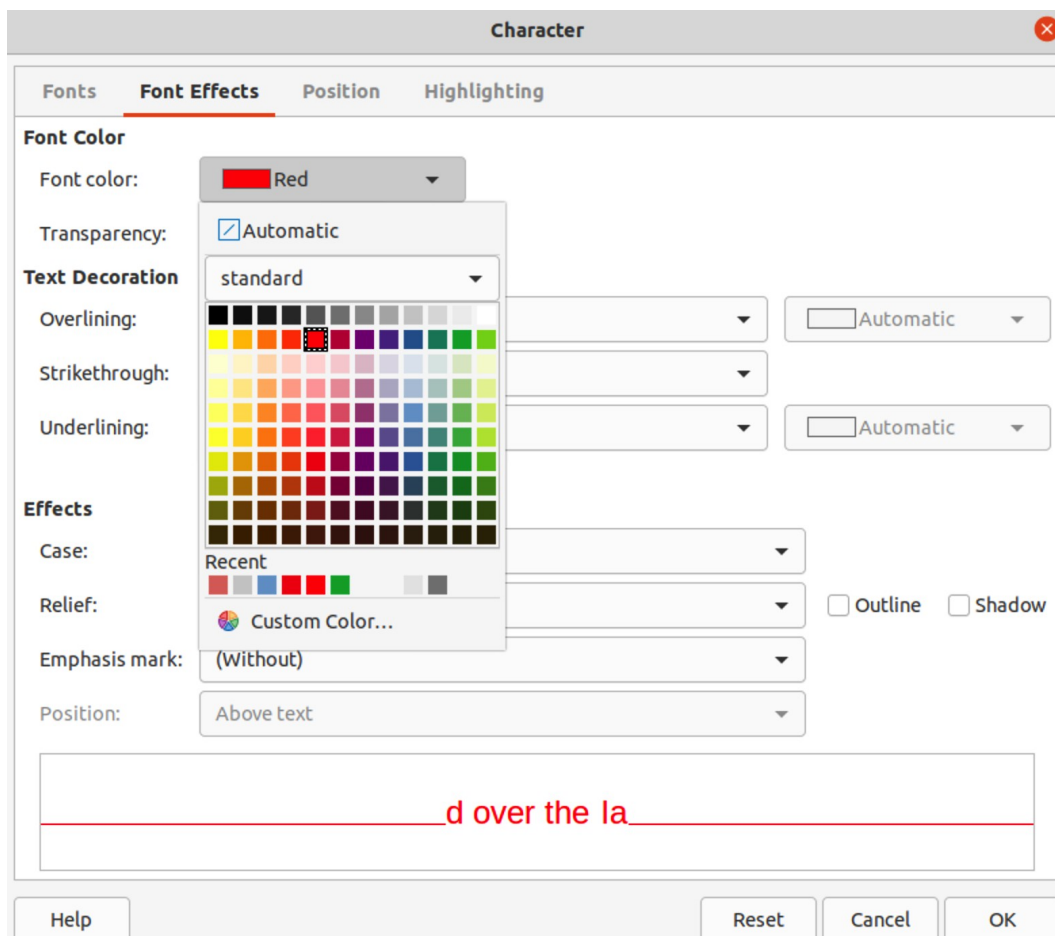 Character
Fonts Font Effects Position Highlighting
Font Color
Font color: Red
Transparency: Automatic
Text Decoration standard
Overlining: Automatic
Strikethrough:
Underlining: Automatic
Effects
Case:
Recent
Relief: Outline Shadow
Custom Color...
Emphasis mark: (Without)
Position: Above text
d over the la
Help Reset Cancel OK